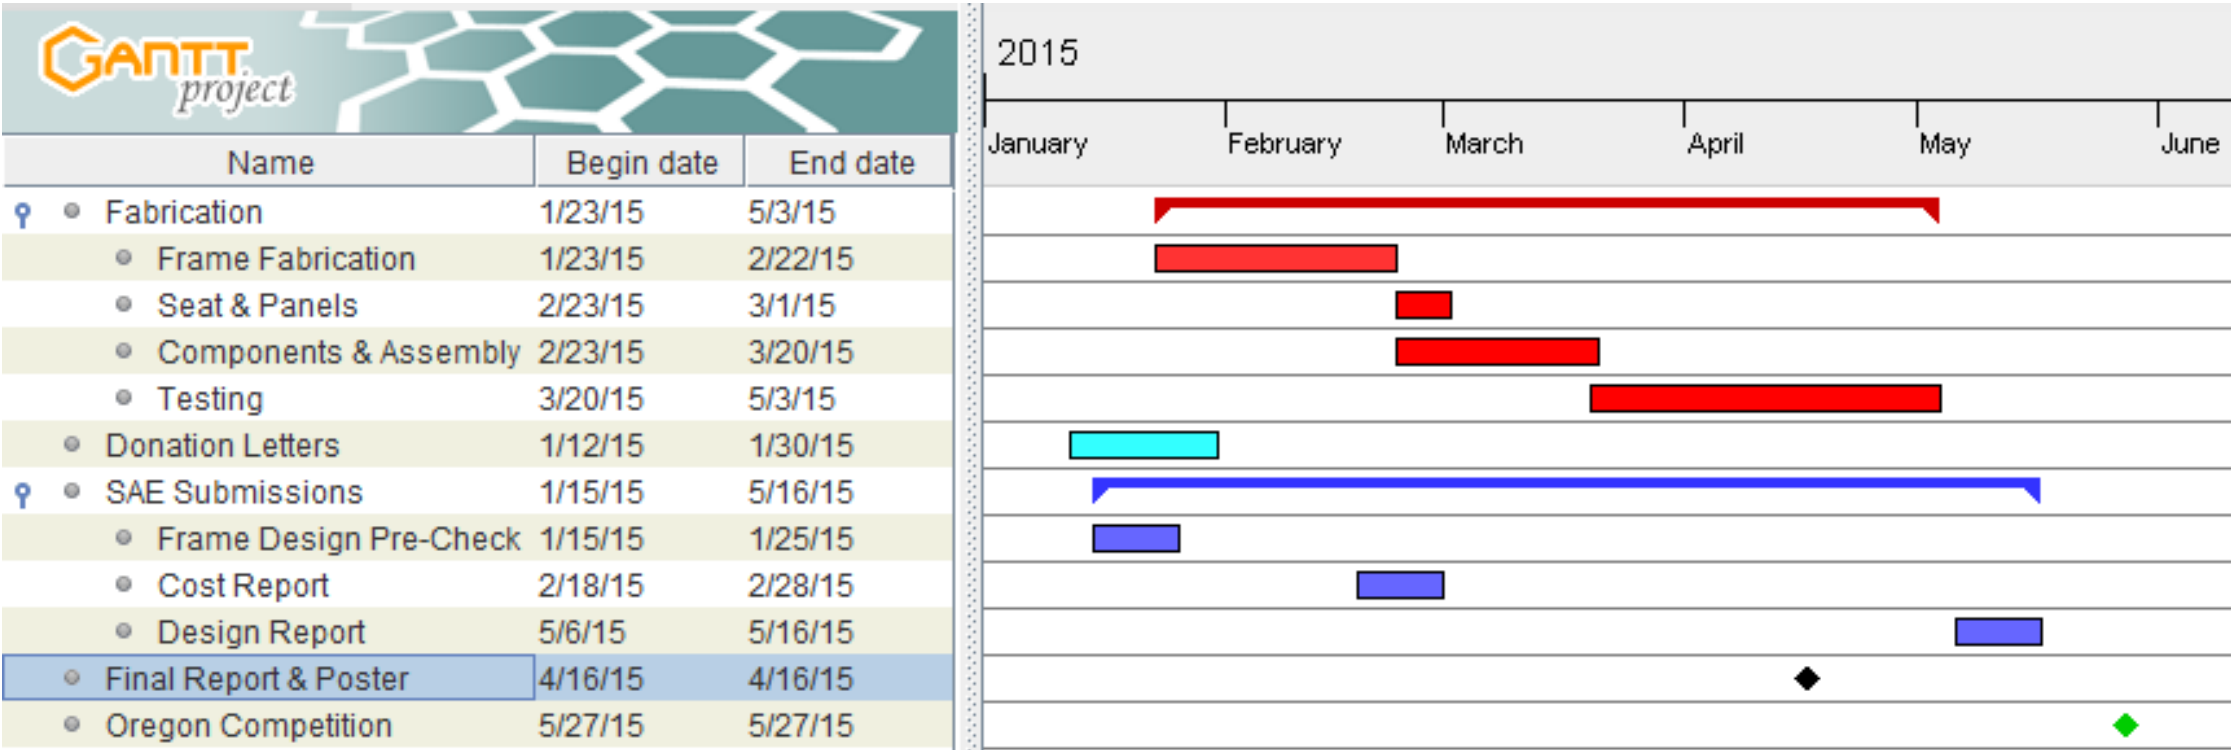 GANTT
project
2015
January February March April May June
Name Begin date End date
Fabrication 1/23/15 5/3/15
Frame Fabrication 1/23/15 2/22/15
Seat & Panels 2/23/15 3/1/15
Components & Assembly 2/23/15 3/20/15
Testing 3/20/15 5/3/15
Donation Letters 1/12/15 1/30/15
SAE Submissions 1/15/15 5/16/15
Frame Design Pre-Check 1/15/15 1/25/15
Cost Report 2/18/15 2/28/15
Design Report 5/6/15 5/16/15
Final Report & Poster 4/16/15 4/16/15
Oregon Competition 5/27/15 5/27/15